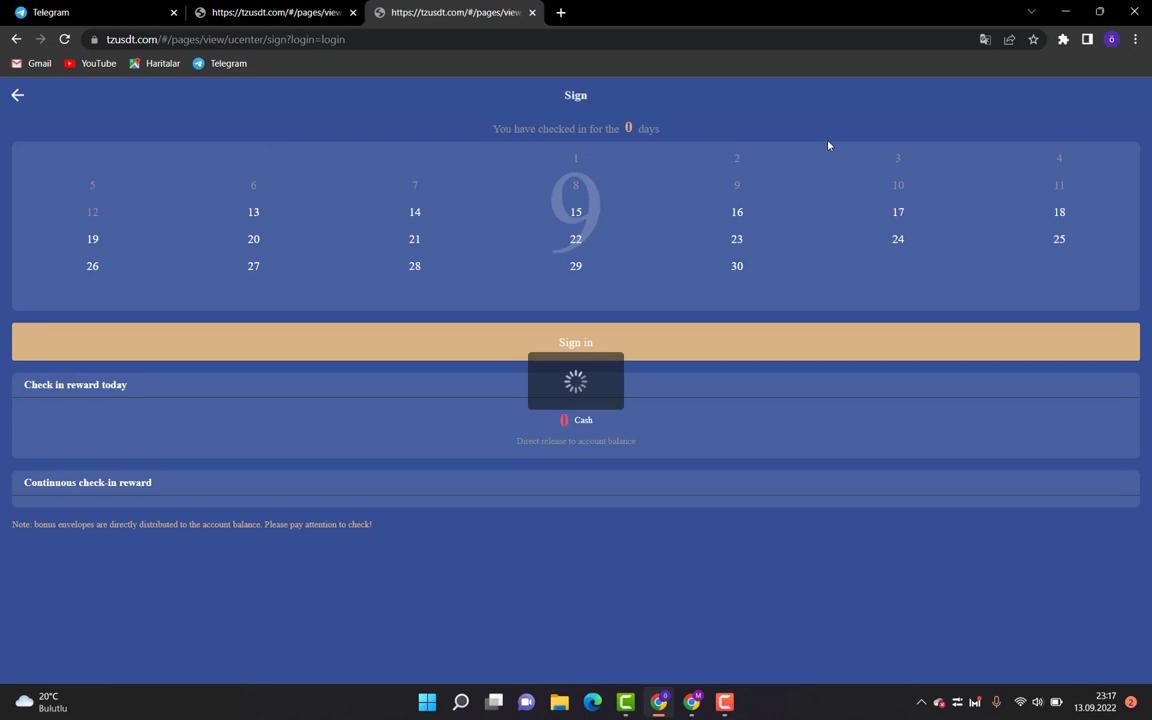 Telegram
https://tzusdt.com/#/pages/view
https://tzusdt.com/#/pages/view
tzusdt.com/#/pages/view/ucenter/sign?login=login
ö
Gmail YouTube Haritalar Telegram
Sign
You have checked in for the 0 days
1 2 3 4
5 6 7 8 9 10 11
12 13 14 15 16 17 18
19 20 21 22 23 24 25
26 27 28 29 30
9
Sign in
Check in reward today
0 Cash
Direct release to account balance
Continuous check-in reward
Note: bonus envelopes are directly distributed to the account balance. Please pay attention to check!
20°C
Bulutlu
23:17
13.09.2022
2